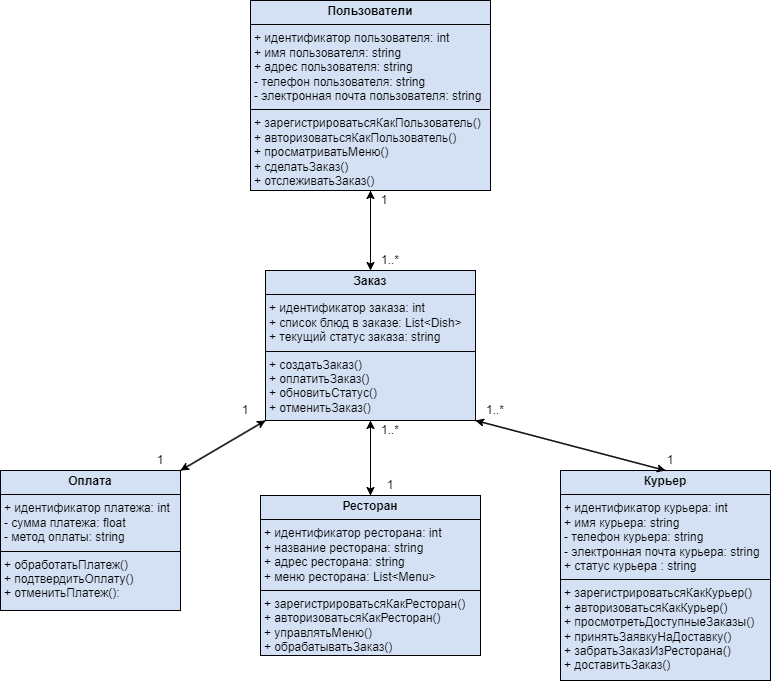 Пользователи
+ идентификатор пользователя: int
+ имя пользователя: string
+ адрес пользователя: string
- телефон пользователя: string
- электронная почта пользователя: string
+ зарегистрироватьсяКакПользователь()
+ авторизоватьсяКакПользователь()
+ просматриватьМеню()
+ сделатьЗаказ()
+ отслеживатьЗаказ()
1
1..*
Заказ
+ идентификатор заказа: int
+ список блюд в заказе: List<Dish>
+ текущий статус заказа: string
+ создатьЗаказ()
+ оплатитьЗаказ()
+ обновитьСтатус()
+ отменитьЗаказ()
1
1..*
1..*
1
1
1
Оплата
+ идентификатор платежа: int
- сумма платежа: float
- метод оплаты: string
+ обработатьПлатеж()
+ подтвердитьОплату()
+ отменитьПлатеж():
Ресторан
+ идентификатор ресторана: int
+ название ресторана: string
+ адрес ресторана: string
+ меню ресторана: List<Menu>
+ зарегистрироватьсяКакРесторан()
+ авторизоватьсяКакРесторан()
+ управлятьМеню()
+ обрабатыватьЗаказ()
Курьер
+ идентификатор курьера: int
+ имя курьера: string
- телефон курьера: string
- электронная почта курьера: string
+ статус курьера : string
+ зарегистрироватьсяКакКурьер()
+ авторизоватьсяКакКурьер()
+ просмотретьДоступныеЗаказы()
+ принятьЗаявкуНаДоставку()
+ забратьЗаказИзРесторана()
+ доставитьЗаказ()